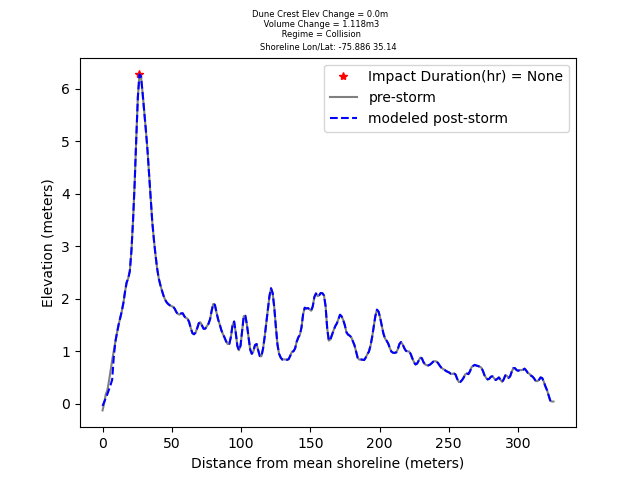 Dune Crest Elev Change = 0.0m
Volume Change = 1.118m3
Regime = Collision
Shoreline Lon/Lat: -75.886 35.14
Impact Duration(hr) = None
pre-storm
modeled post-storm
Elevation (meters)
6
5
4
3
2
1
0
0 50 100 150 200 250 300
Distance from mean shoreline (meters)